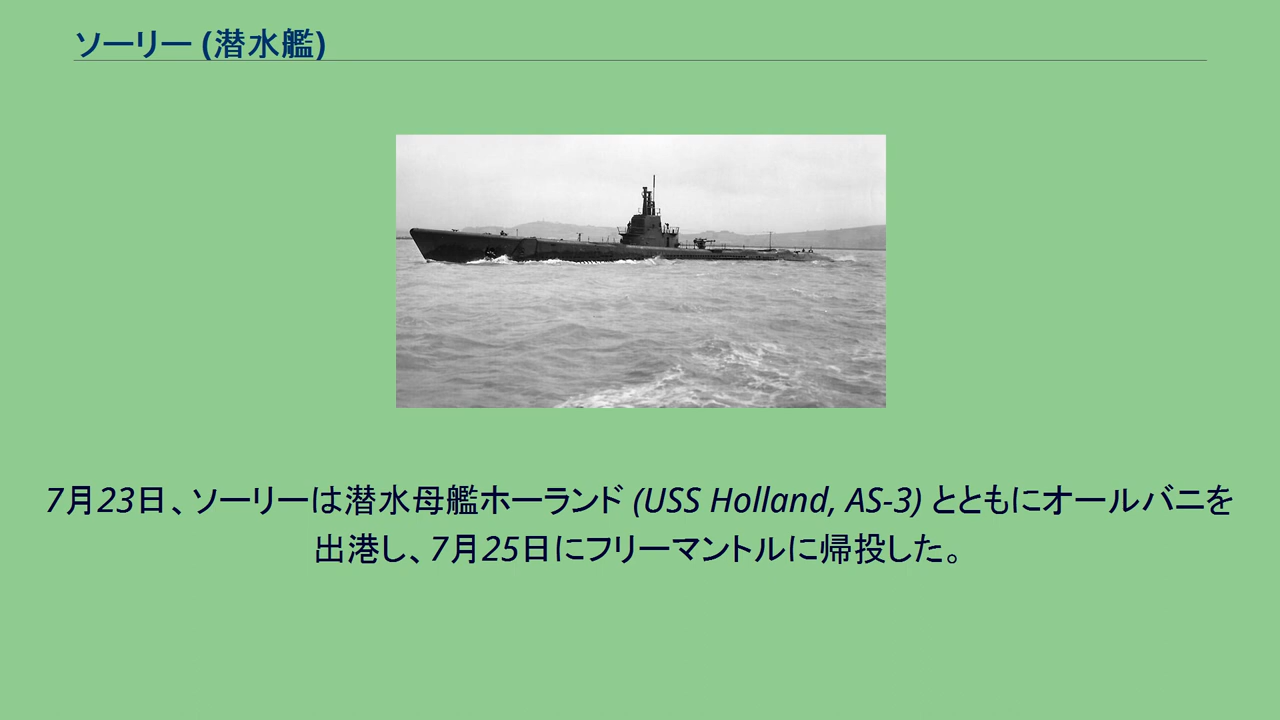 ソーリー (潜水艦)
7月23日、ソーリーは潜水母艦ホーランド (USS Holland, AS-3) とともにオールバニを
出港し、7月25日にフリーマントルに帰投した。